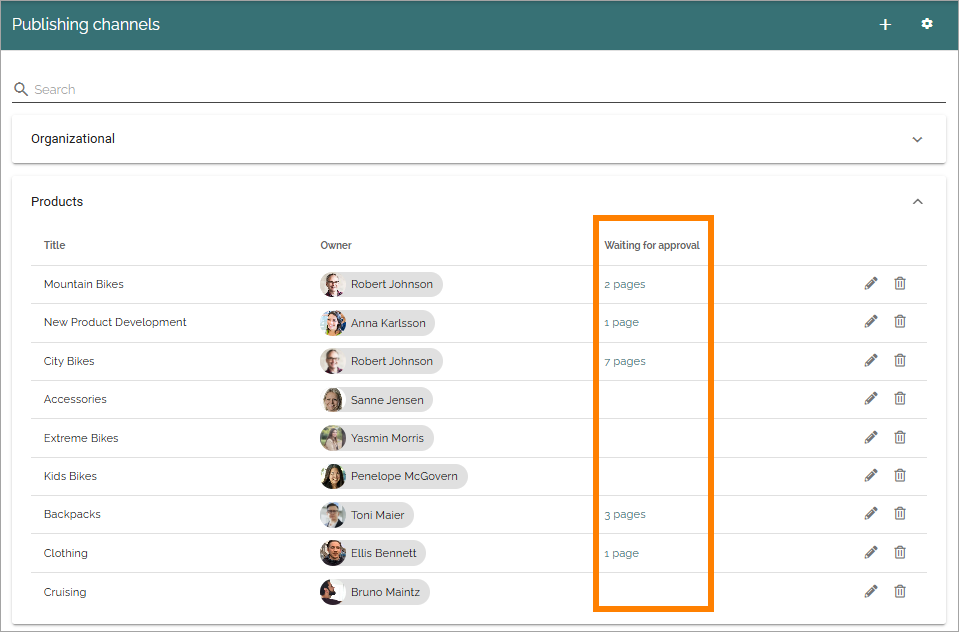 Publishing channels
Search
Organizational
Products
Title Owner Waiting for approval
Mountain Bikes Robert Johnson 2 pages
New Product Development Anna Karlsson 1 page
City Bikes Robert Johnson 7 pages
Accessories Sanne Jensen
Extreme Bikes Yasmin Morris
Kids Bikes Penelope McGovern
Backpacks Toni Maier 3 pages
Clothing Ellis Bennett 1 page
Cruising Bruno Maintz